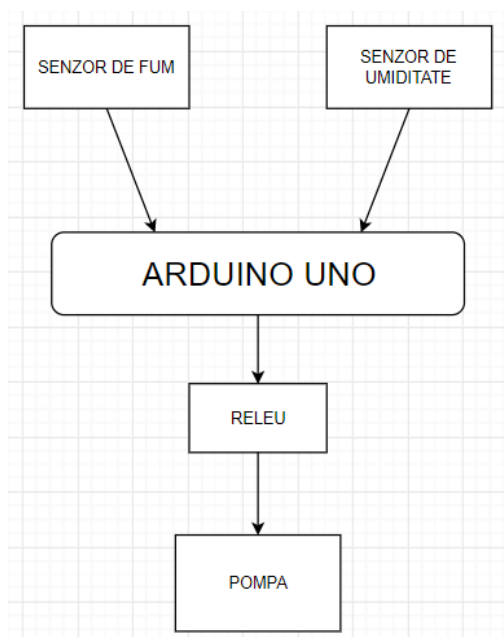 SENZOR DE FUM
SENZOR DE
UMIDITATE
ARDUINO UNO
RELEU
POMPA